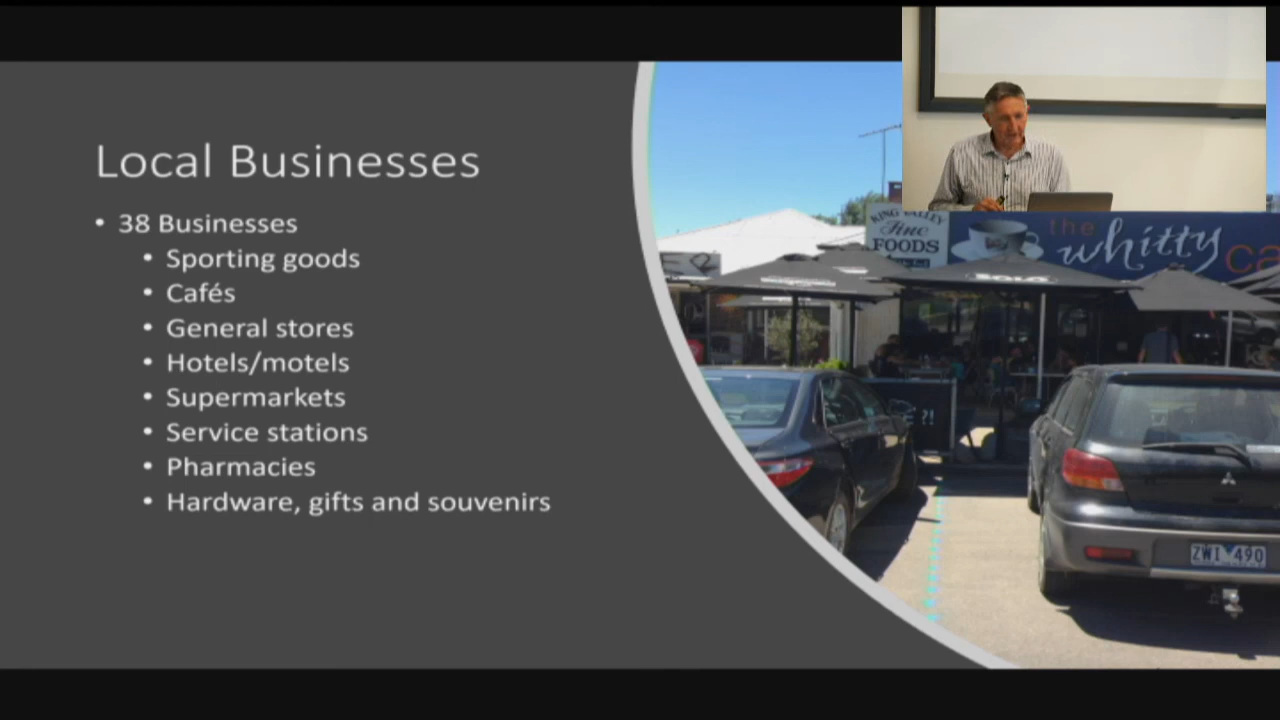 Local Businesses
• 38 Businesses
• Sporting goods
• Cafés
• General stores
• Hotels/motels
• Supermarkets
• Service stations
• Pharmacies
• Hardware, gifts and souvenirs
KING VALLEY
Fine
FOODS
the
whitty
ca
?!
ZWI 490